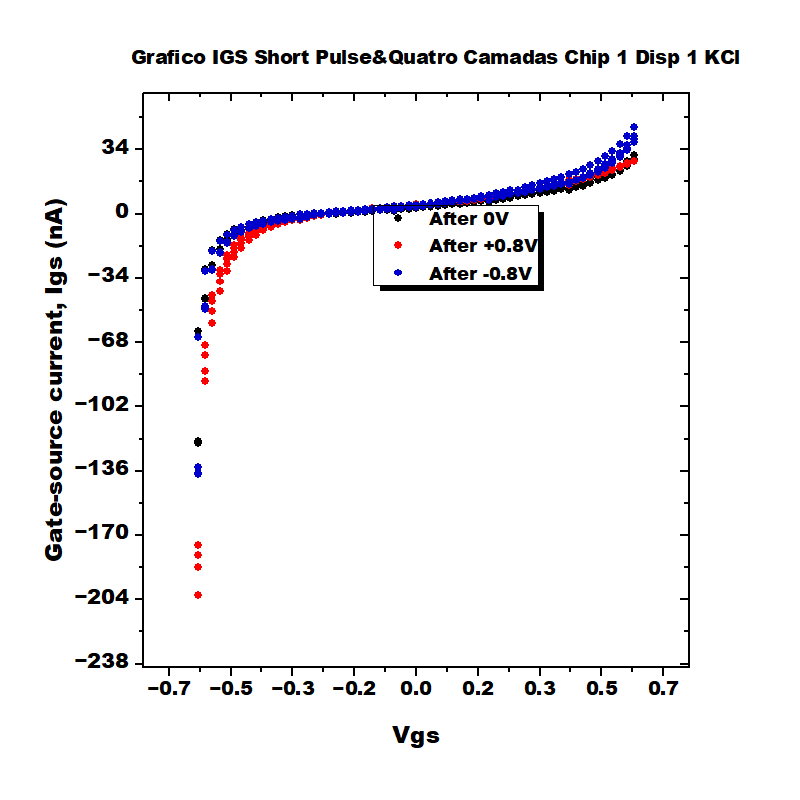 Grafico IGS Short Pulse&Quatro Camadas Chip 1 Disp 1 KCl
Gate-source current, Igs (nA)
34
0
−34
−68
−102
−136
−170
−204
−238
After 0V
After +0.8V
After -0.8V
−0.7 −0.5 −0.3 −0.2 0.0 0.2 0.3 0.5 0.7
Vgs